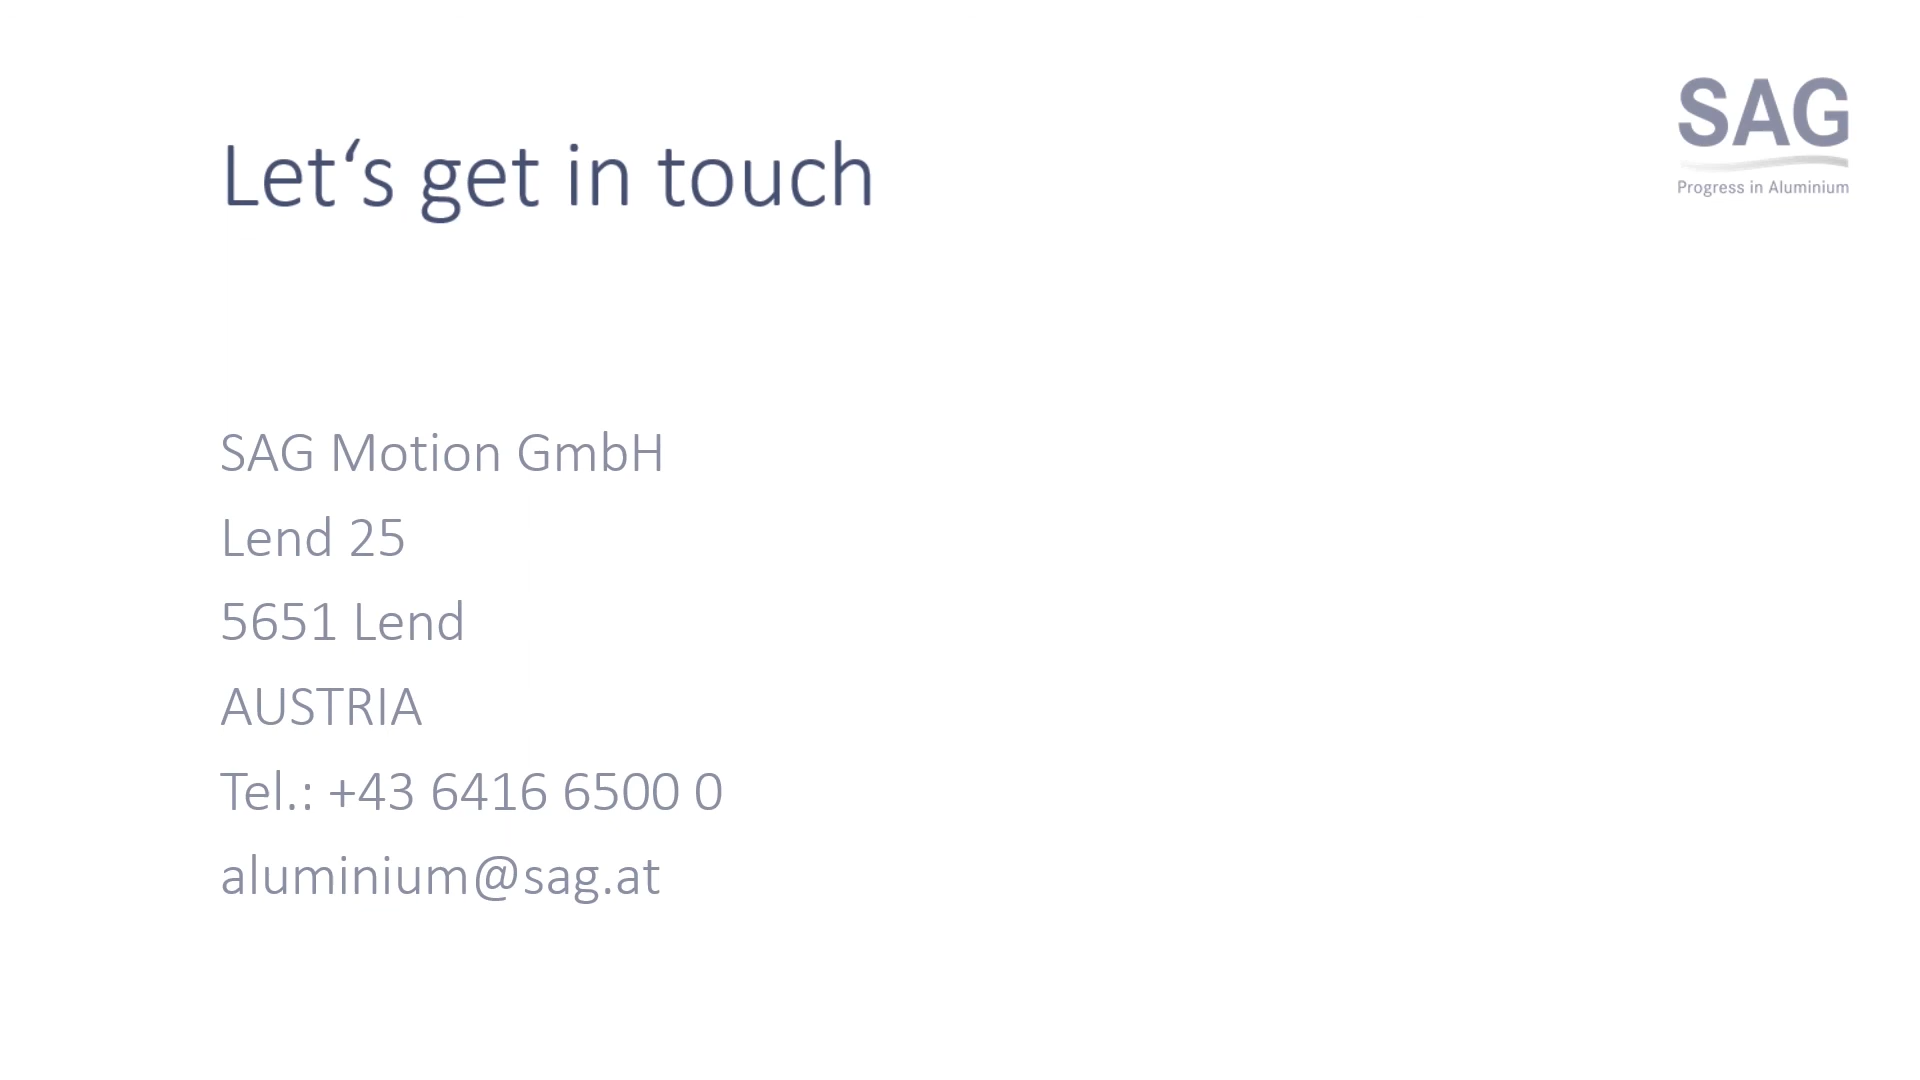 Let‘s get in touch
SAG
Progress in Aluminium
SAG Motion GmbH
Lend 25
5651 Lend
AUSTRIA
Tel.: +43 6416 6500 0
aluminium@sag.at